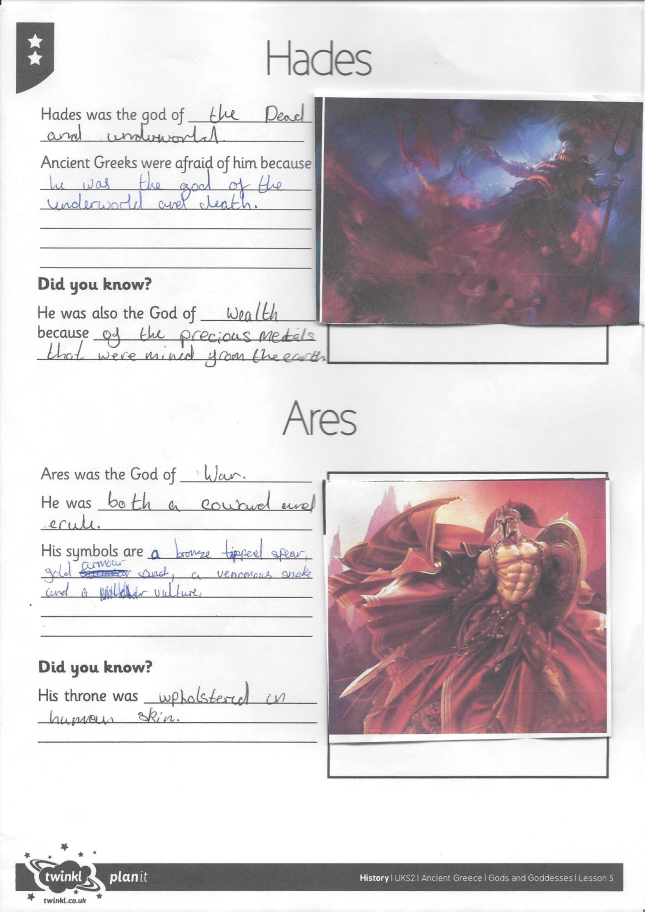 Hades
Hades was the god of the Dead
and underworld.
Ancient Greeks were afraid of him because
he was the god of the
underworld and death.
Did you know?
He was also the God of wealth
because of the precious metals
that were mined from the earth
Ares
Ares was the God of War.
He was both a coward and
crule.
His symbols are a bronze tipped spear,
gold armour
a venomous snake
and a vulture.
Did you know?
His throne was upholstered in
human skin.
twinkl planit
twinkl.co.uk
History | UKS2 | Ancient Greece | Gods and Goddesses | Lesson 5